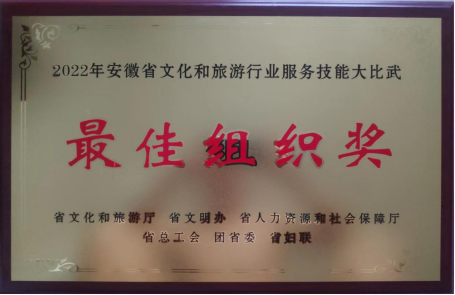 2022年安徽省文化和旅游行业服务技能大比武
最佳组织奖
省文化和旅游厅 省文明办 省人力资源和社会保障厅
省总工会 团省委 省妇联